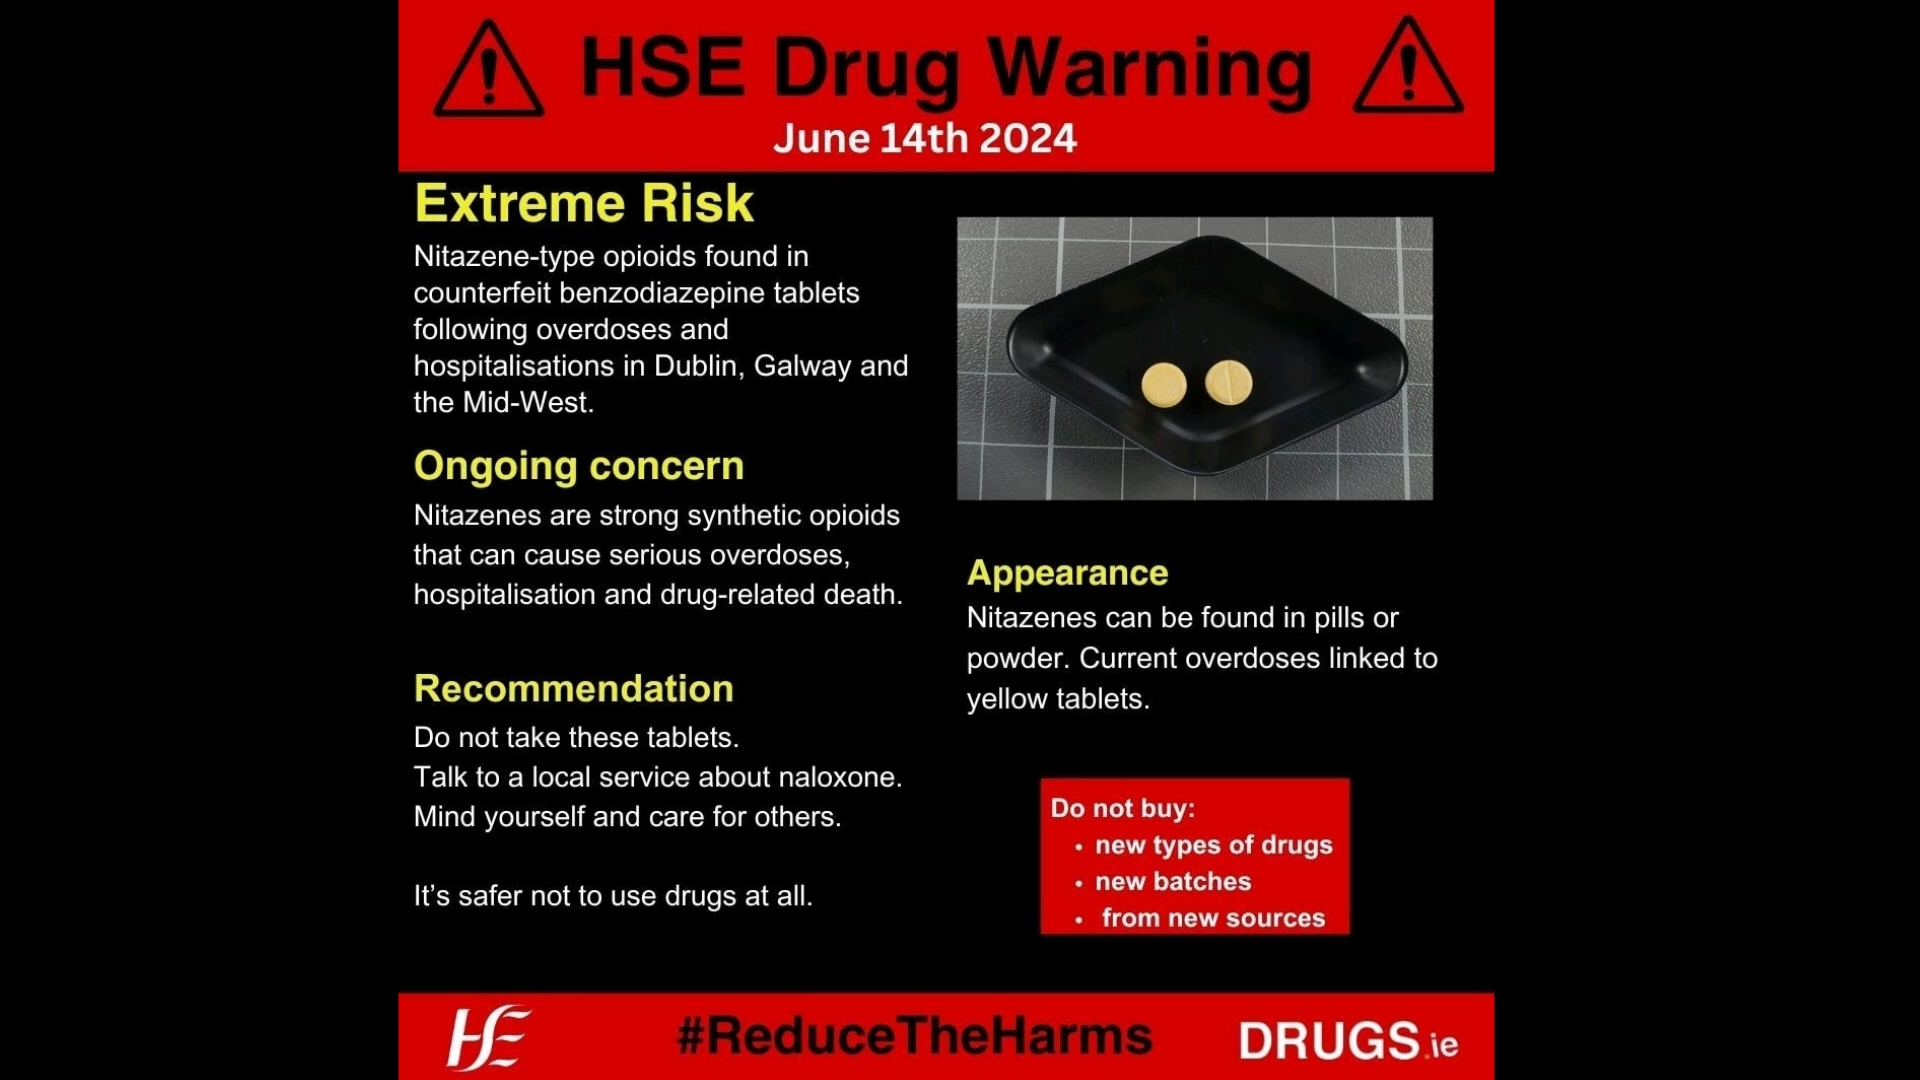 HSE Drug Warning
June 14th 2024
Extreme Risk
Nitazene-type opioids found in
counterfeit benzodiazepine tablets
following overdoses and
hospitalisations in Dublin, Galway and
the Mid-West.
Ongoing concern
Nitazenes are strong synthetic opioids
that can cause serious overdoses,
hospitalisation and drug-related death.
Recommendation
Do not take these tablets.
Talk to a local service about naloxone.
Mind yourself and care for others.
It’s safer not to use drugs at all.
Appearance
Nitazenes can be found in pills or
powder. Current overdoses linked to
yellow tablets.
Do not buy:
• new types of drugs
• new batches
• from new sources
HSE
#ReduceTheHarms
DRUGS.ie